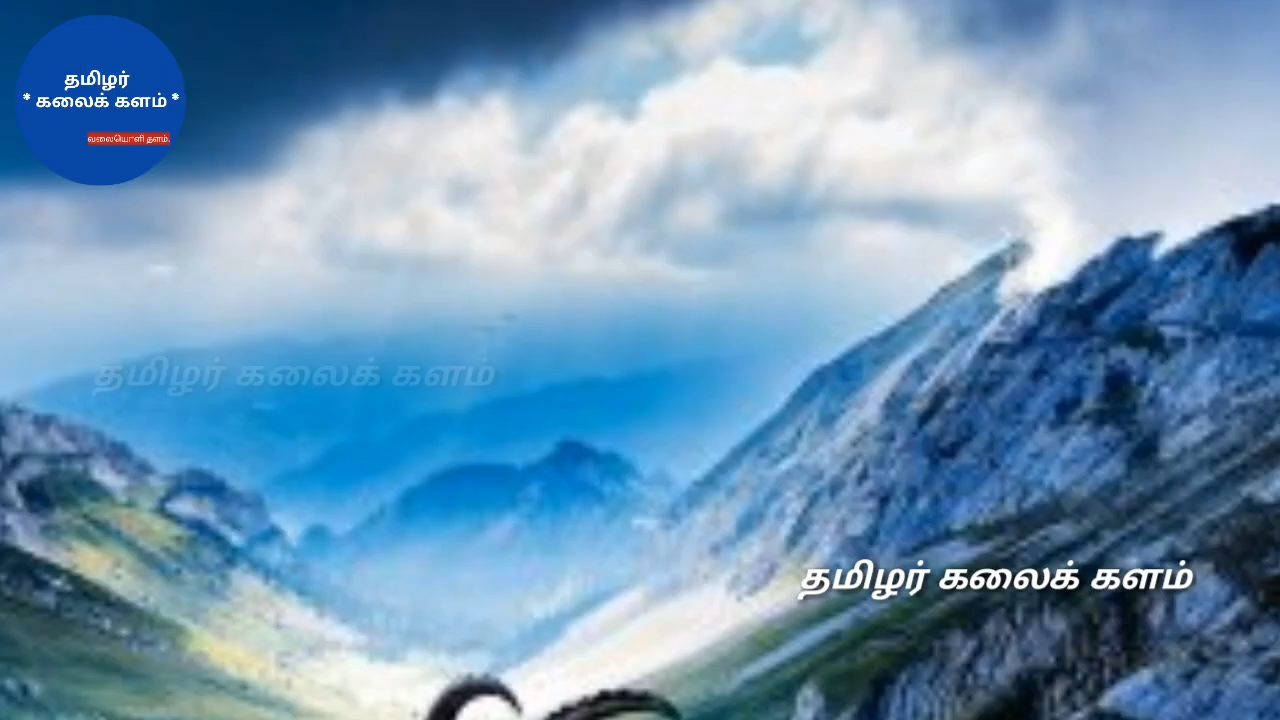 தமிழர்
* கலைக் களம் *
வலையொளி தளம்.
தமிழர் கலைக் களம்
தமிழர் கலைக் களம்